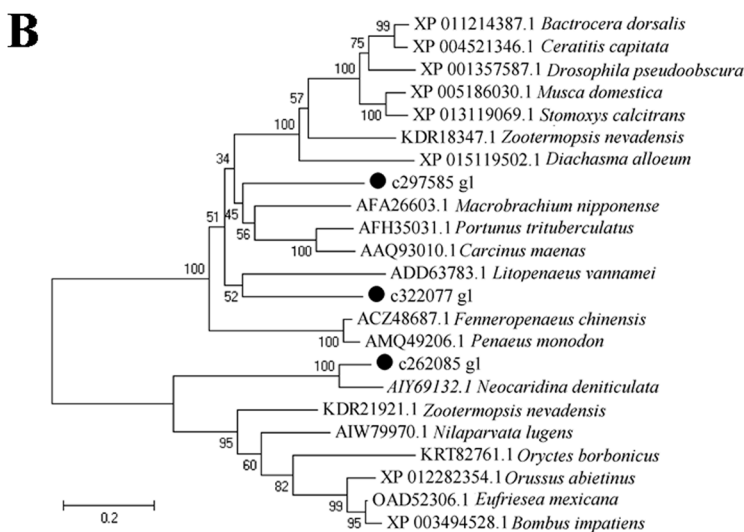 B
99 XP 011214387.1 Bactrocera dorsalis
75 XP 004521346.1 Ceratitis capitata
100 XP 001357587.1 Drosophila pseudoobscura
XP 005186030.1 Musca domestica
57 100 XP 013119069.1 Stomoxys calcitrans
100 KDR18347.1 Zootermopsis nevadensis
XP 015119502.1 Diachasma alloeum
34 c297585 gl
45 AFA26603.1 Macrobrachium nipponense
51 56 AFH35031.1 Portunus trituberculatus
100 AAQ93010.1 Carcinus maenas
100 ADD63783.1 Litopenaeus vannamei
52 c322077 gl
ACZ48687.1 Fenneropenaeus chinensis
100 AMQ49206.1 Penaeus monodon
100 c262085 gl
AIY69132.1 Neocaridina denticulata
KDR21921.1 Zootermopsis nevadensis
95 AIW79970.1 Nilaparvata lugens
60 KRT82761.1 Oryctes borbonicus
82 XP 012282354.1 Orussus abietinus
99 OAD52306.1 Eufriesea mexicana
95 XP 003494528.1 Bombus impatiens
0.2